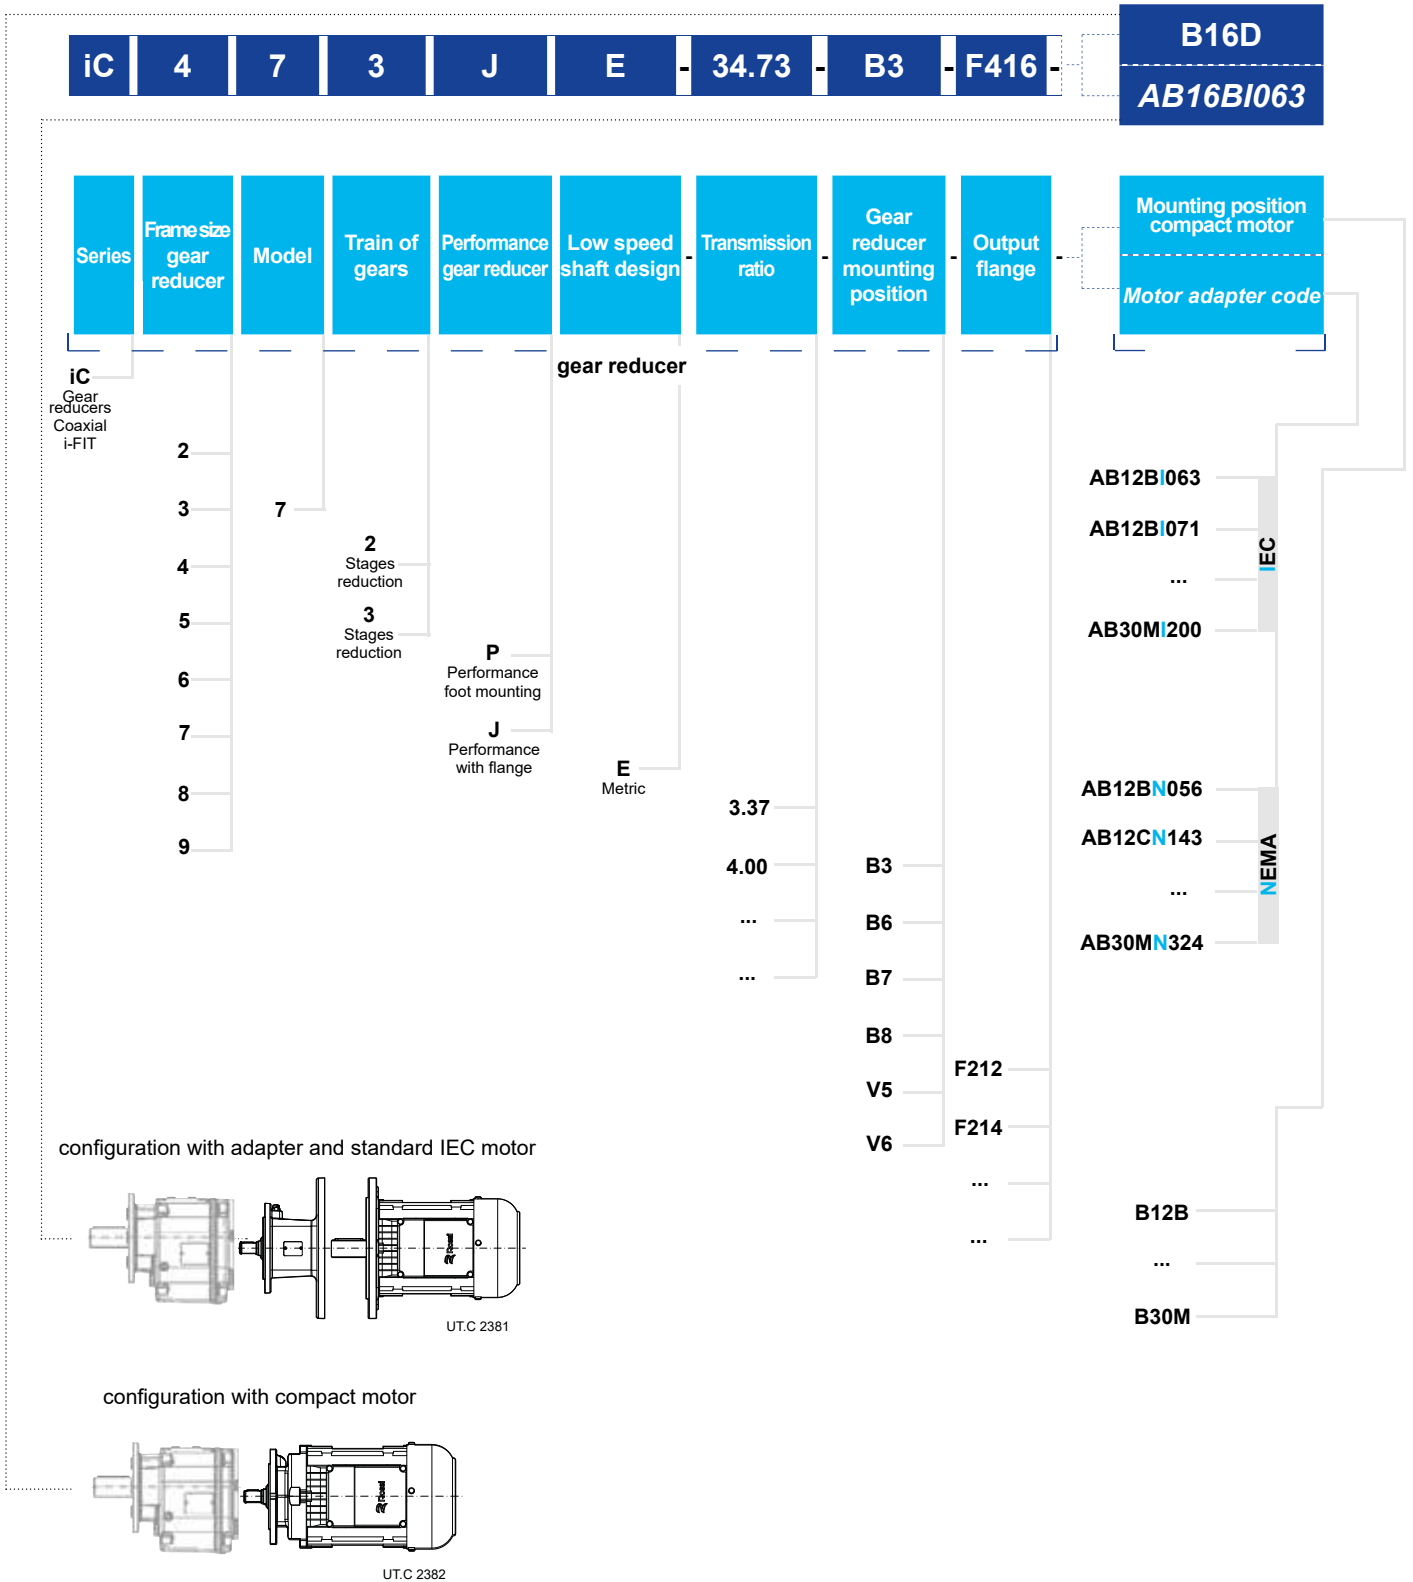 iC 4 7 3 J E - 34.73 - B3 - F416 - B16D
AB16BI063
Series
Frame size
gear
reducer
Model
Train of
gears
Performance
gear reducer
Low speed
shaft design
-
Transmission
ratio
-
Gear
reducer
mounting
position
-
Output
flange
-
Mounting position
compact motor
Motor adapter code
gear reducer
iC
Gear
reducers
Coaxial
i-FIT
2
3
4
5
6
7
8
9
7
2
Stages
reduction
3
Stages
reduction
P
Performance
foot mounting
J
Performance
with flange
E
Metric
3.37
4.00
...
...
B3
B6
B7
B8
V5
V6
F212
F214
...
...
AB12BI063
AB12BI071
...
AB30MI200
IEC
AB12BN056
AB12CN143
...
AB30MN324
NEMA
B12B
...
B30M
configuration with adapter and standard IEC motor
Rossi
UT.C 2381
configuration with compact motor
Rossi
UT.C 2382